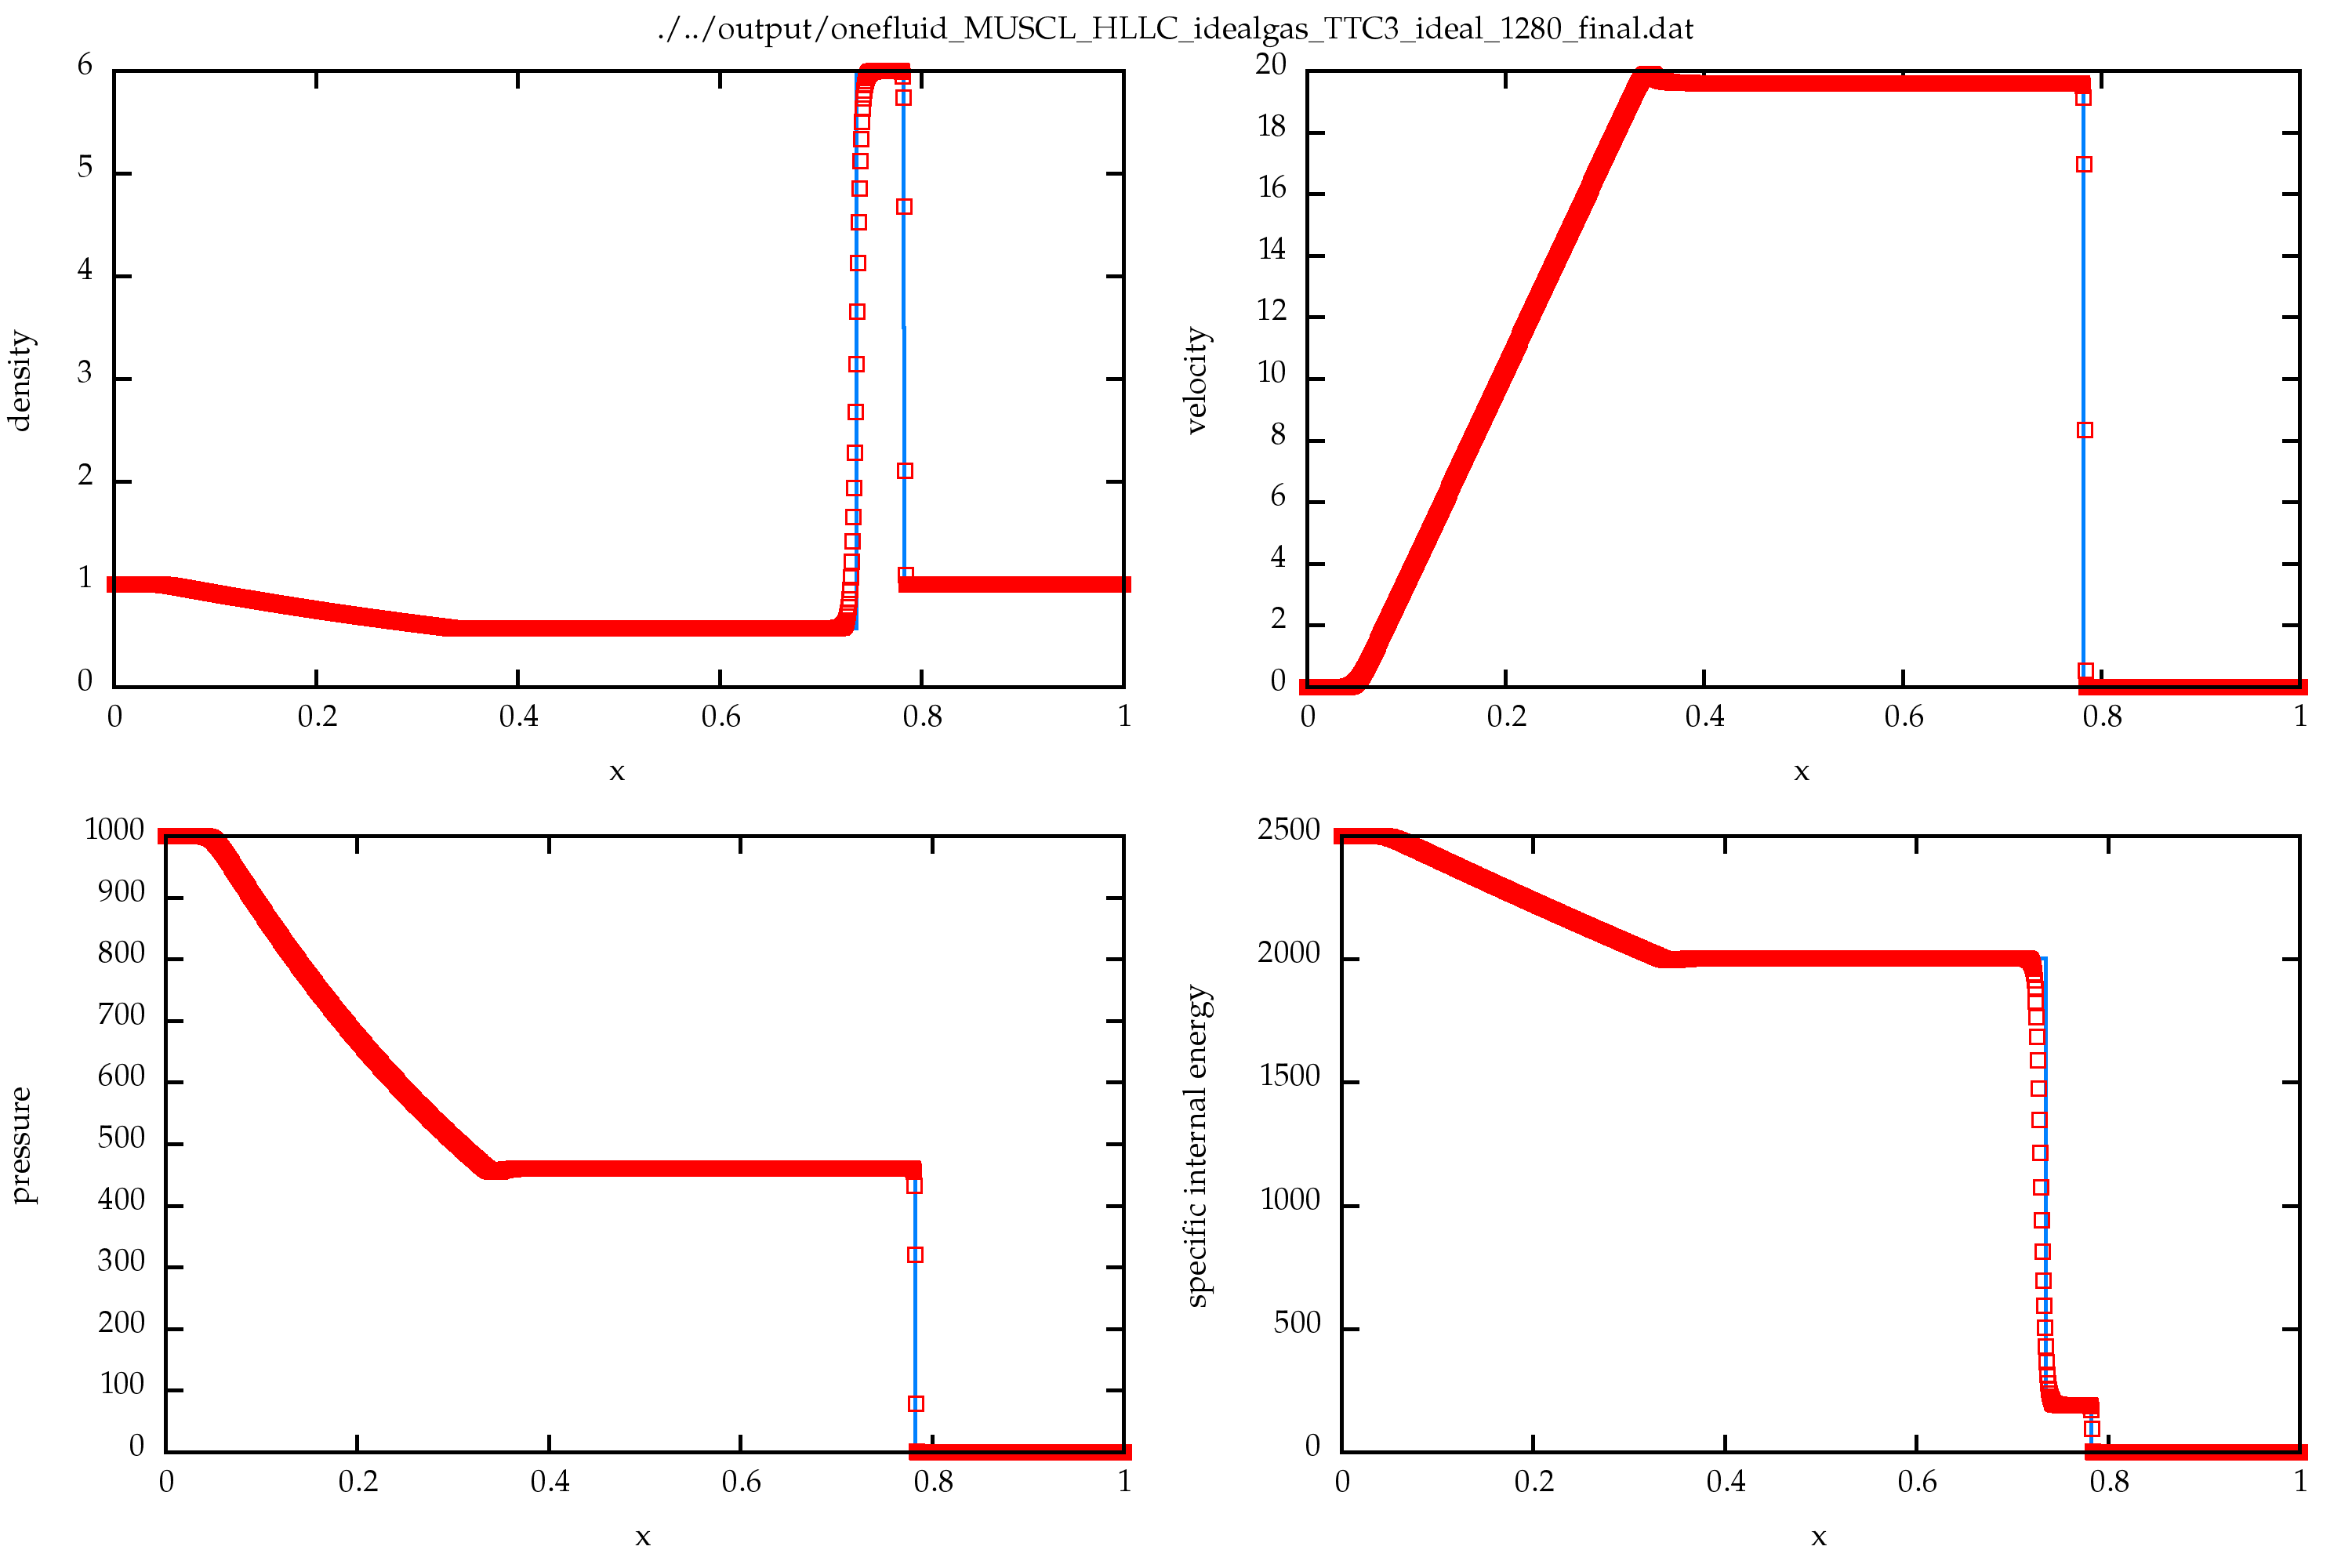 ./../output/onefluid_MUSCL_HLLC_idealgas_TTC3_ideal_1280_final.dat
density
6
5
4
3
2
1
0
0 0.2 0.4 0.6 0.8 1
x
velocity
20
18
16
14
12
10
8
6
4
2
0
0 0.2 0.4 0.6 0.8 1
x
pressure
1000
900
800
700
600
500
400
300
200
100
0
0 0.2 0.4 0.6 0.8 1
x
specific internal energy
2500
2000
1500
1000
500
0
0 0.2 0.4 0.6 0.8 1
x